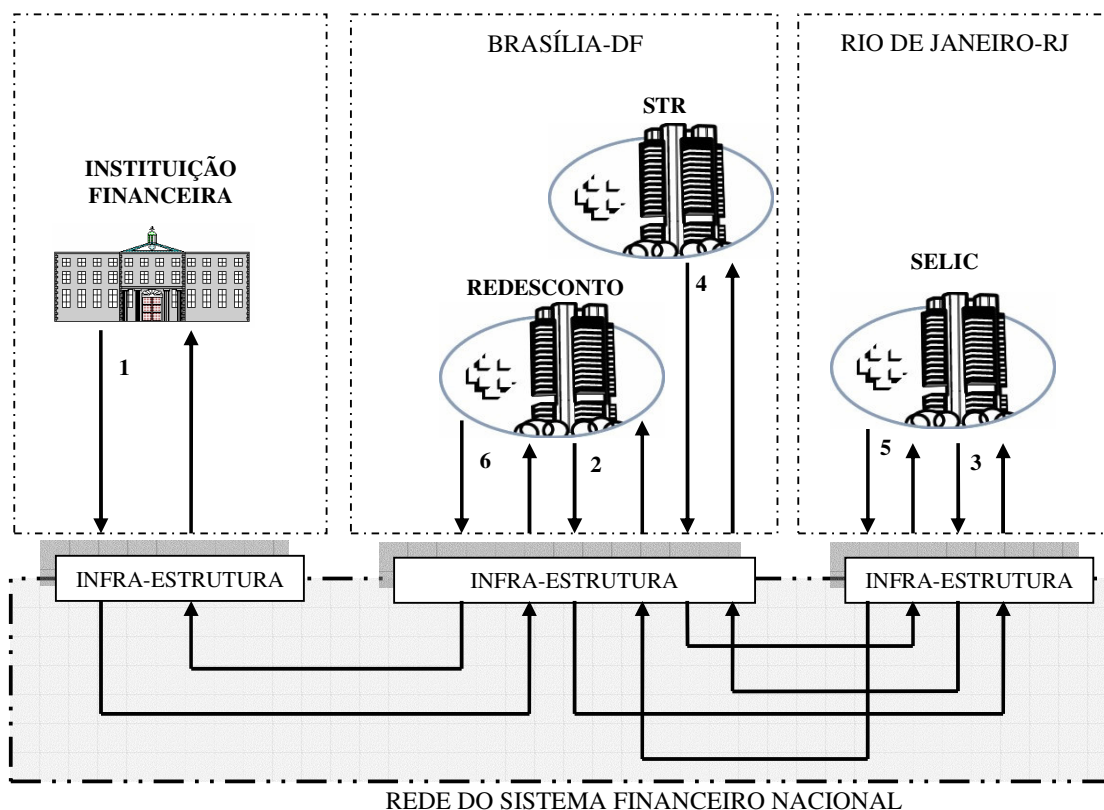 BRASÍLIA-DF
RIO DE JANEIRO-RJ
STR
INSTITUIÇÃO
FINANCEIRA
4
REDESCONTO
SELIC
1
6
2
5
3
INFRA-ESTRUTURA
INFRA-ESTRUTURA
INFRA-ESTRUTURA
REDE DO SISTEMA FINANCEIRO NACIONAL